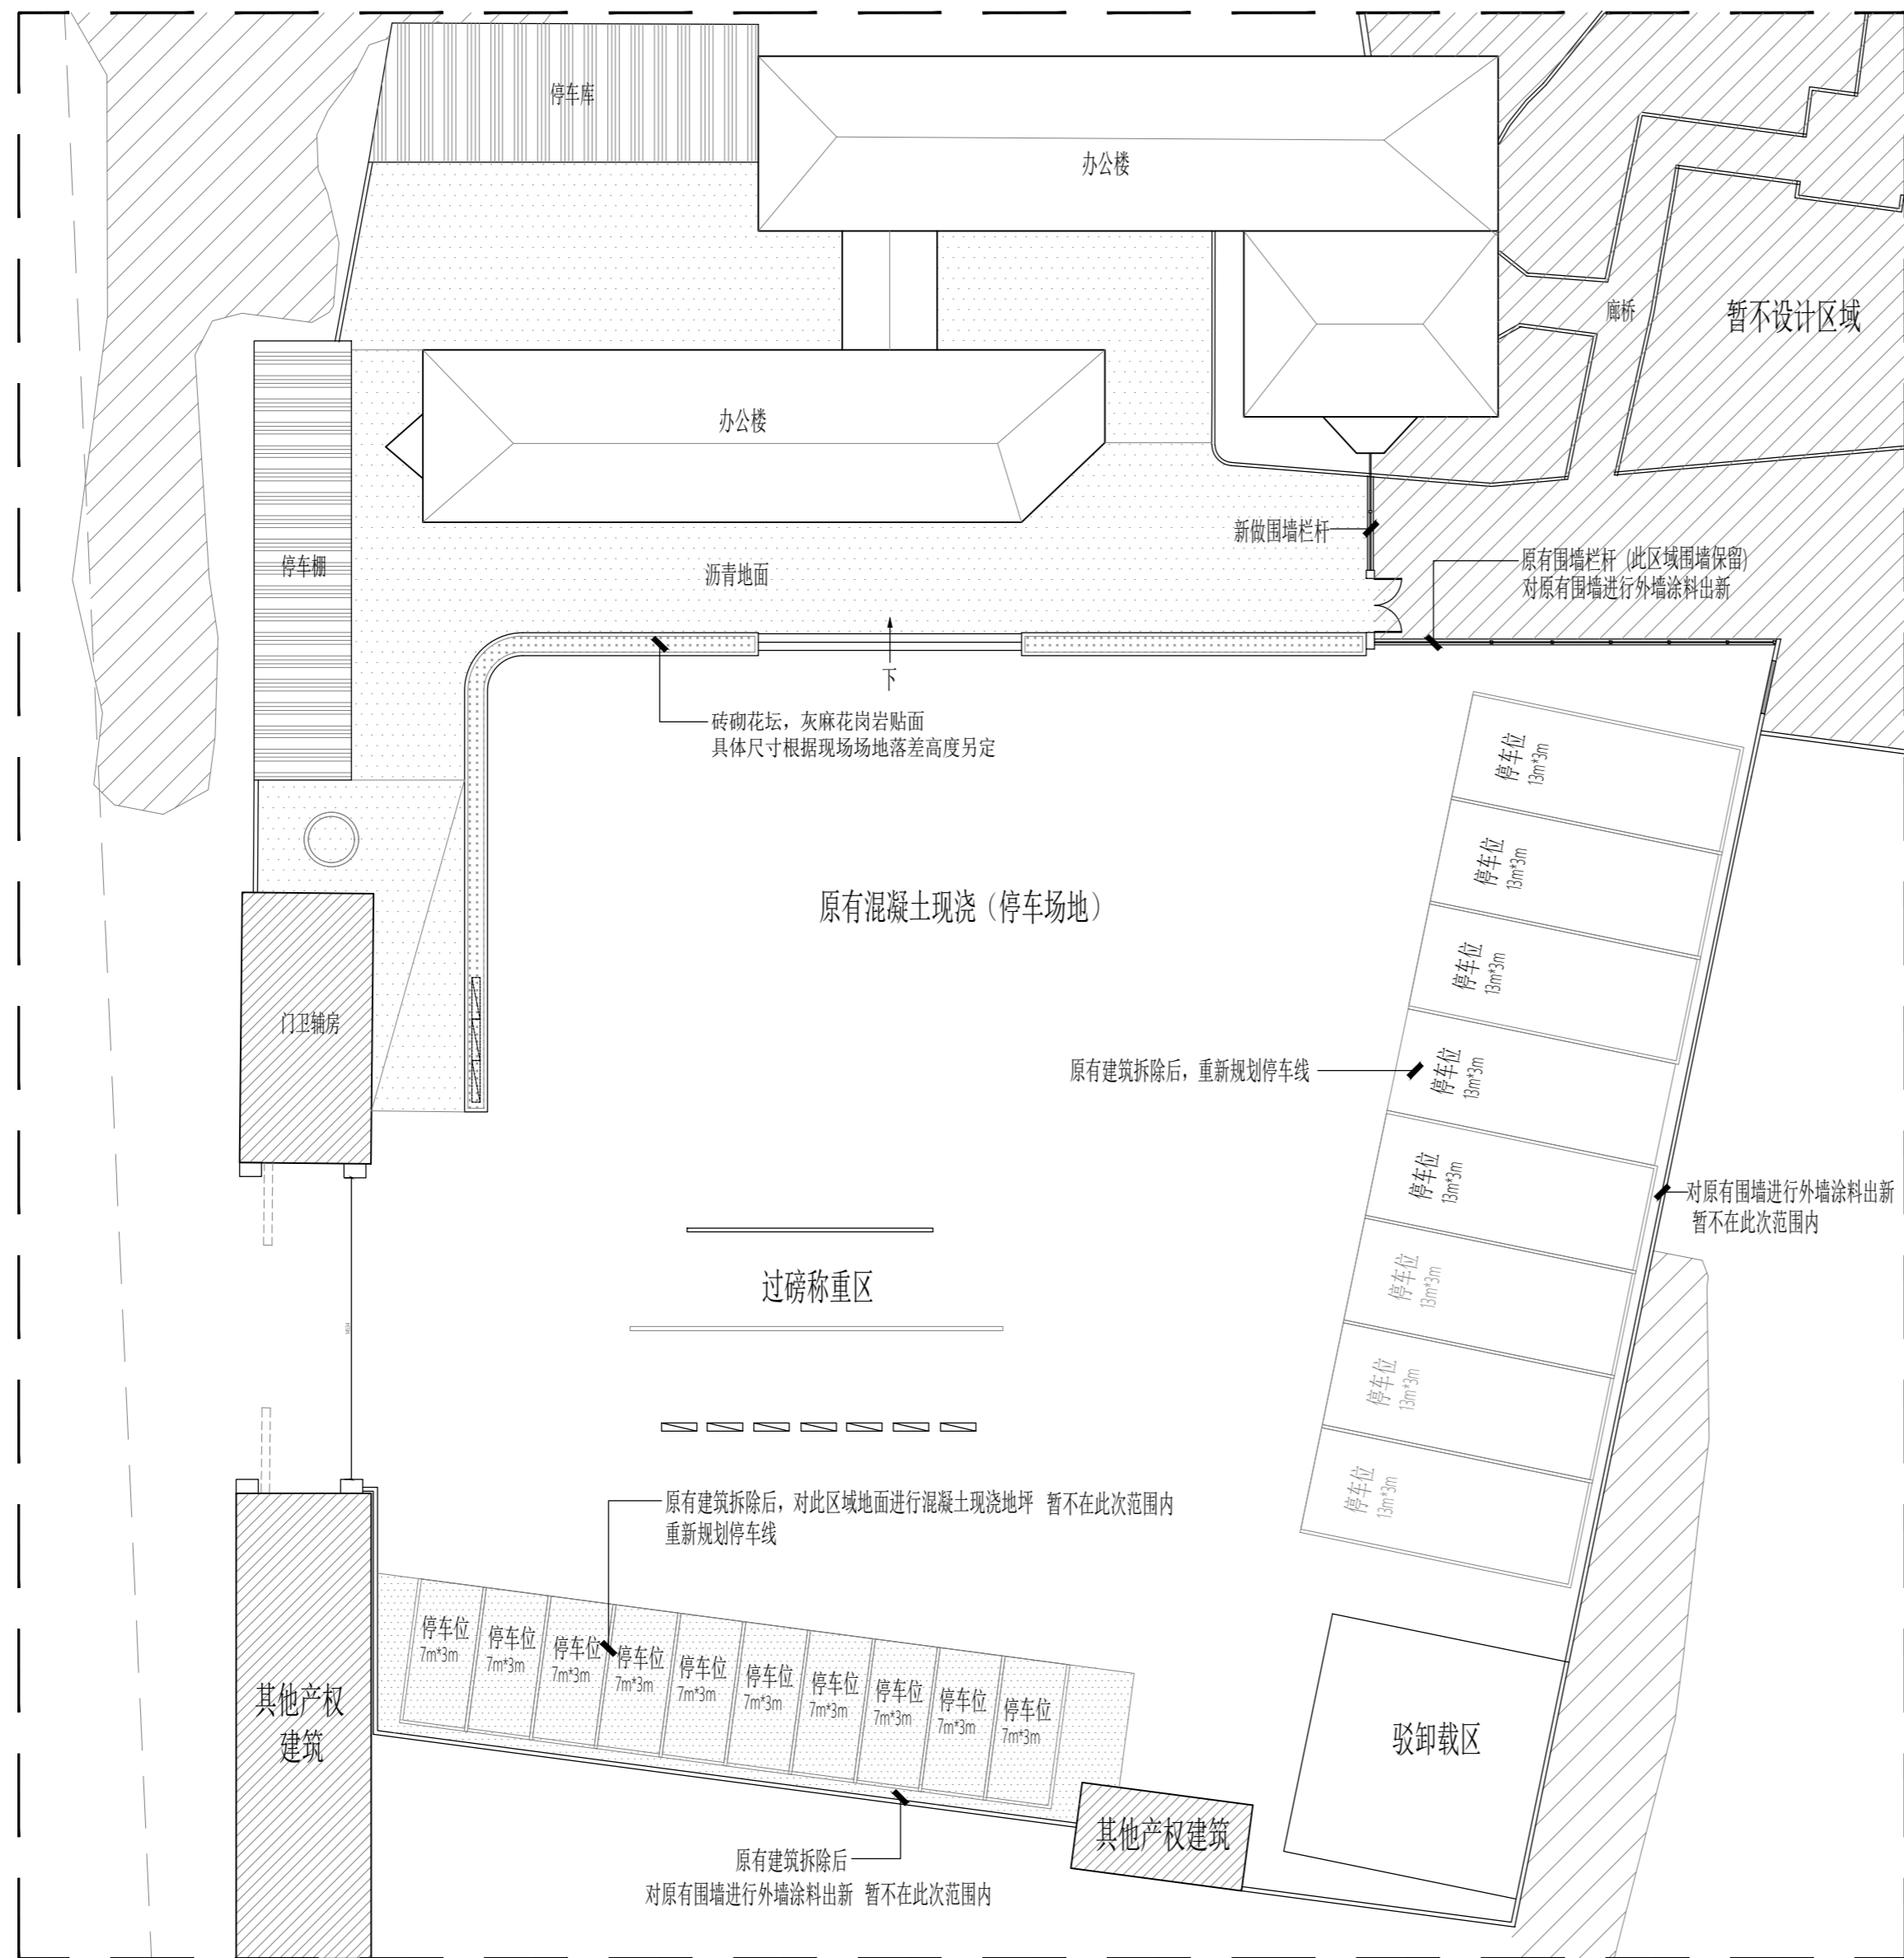 停车库
办公楼
廊桥
暂不设计区域
办公楼
新做围墙栏杆
原有围墙栏杆 (此区域围墙保留)
对原有围墙进行外墙涂料出新
停车棚
沥青地面
下
砖砌花坛，灰麻花岗岩贴面
具体尺寸根据现场场地落差高度另定
停车位
13m*3m
停车位
13m*3m
原有混凝土现浇（停车场地）
停车位
13m*3m
门卫辅房
原有建筑拆除后，重新规划停车线
停车位
13m*3m
停车位
13m*3m
对原有围墙进行外墙涂料出新
暂不在此次范围内
过磅称重区
停车位
13m*3m
停车位
13m*3m
停车位
13m*3m
原有建筑拆除后，对此区域地面进行混凝土现浇地坪 暂不在此次范围内
重新规划停车线
停车位
7m*3m
停车位
7m*3m
停车位
7m*3m
停车位
7m*3m
停车位
7m*3m
停车位
7m*3m
停车位
7m*3m
停车位
7m*3m
停车位
7m*3m
停车位
7m*3m
其他产权
建筑
驳卸载区
其他产权建筑
原有建筑拆除后
对原有围墙进行外墙涂料出新 暂不在此次范围内